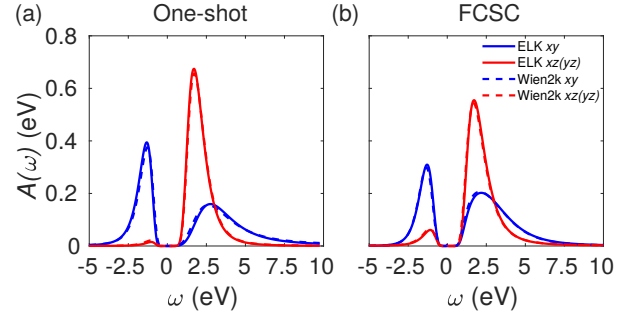 (a) One-shot (b) FCSC
0.8
0.6
0.4
0.2
0
A(ω) (eV)
ELK xy
ELK xz(yz)
Wien2k xy
Wien2k xz(yz)
-5 -2.5 0 2.5 5 7.5 10 -5 -2.5 0 2.5 5 7.5 10
ω (eV) ω (eV)